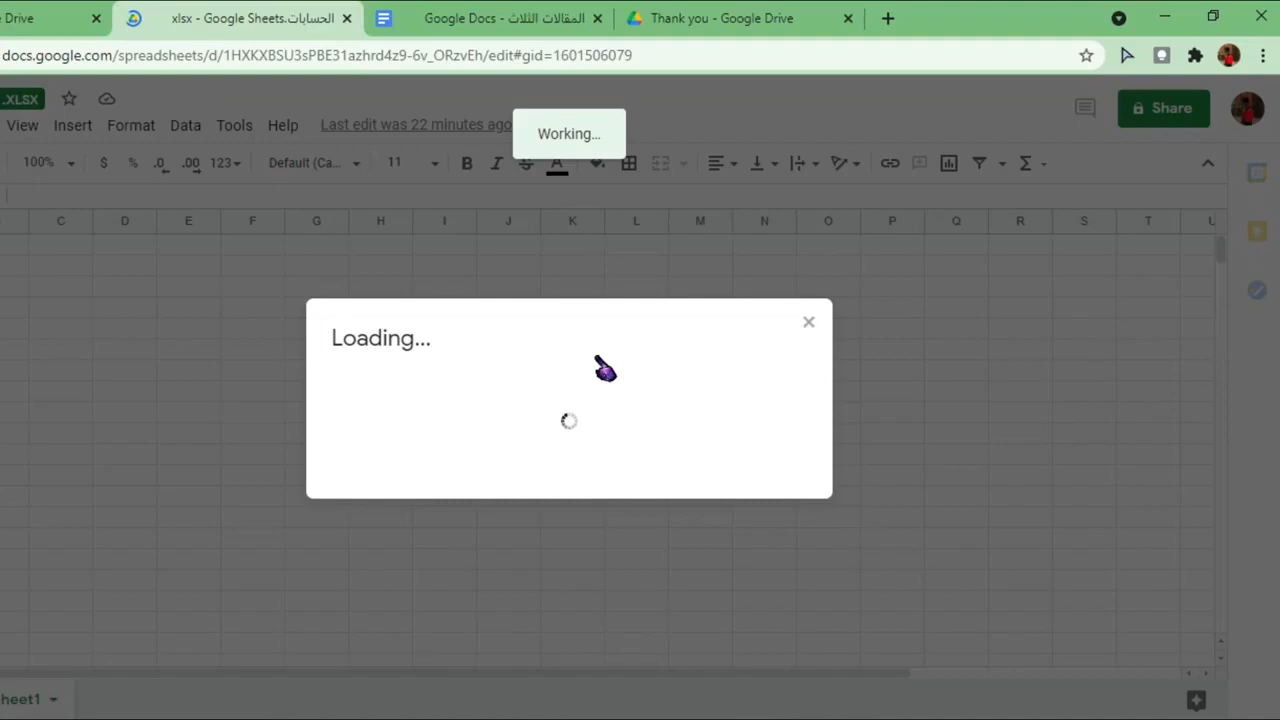 e Drive
xlsx - Google Sheets.الحسابات
Google Docs - المقالات الثلاث
Thank you - Google Drive
docs.google.com/spreadsheets/d/1HXKXBSU3sPBE31azhrd4z9-6v_ORzvEh/edit#gid=1601506079
.XLSX
Share
View Insert Format Data Tools Help Last edit was 22 minutes ago
Working...
100% $ % .0 .00 123 Default (Ca... 11 B I S A
C D E F G H I J K L M N O P Q R S T U
Loading...
heet1